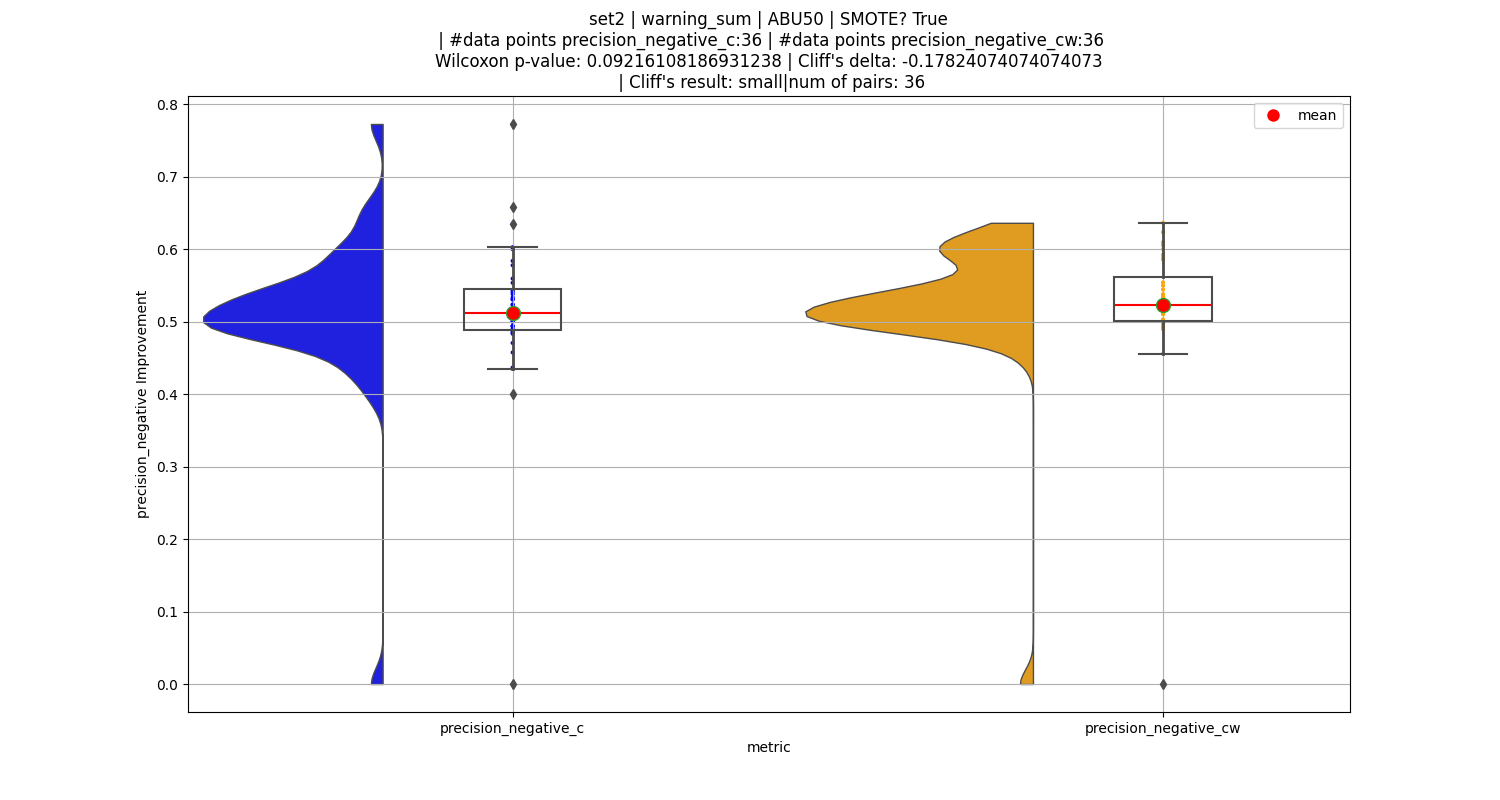 set2 | warning_sum | ABU50 | SMOTE? True
| #data points precision_negative_c:36 | #data points precision_negative_cw:36
Wilcoxon p-value: 0.09216108186931238 | Cliff's delta: -0.17824074074074073
| Cliff's result: small|num of pairs: 36
mean
0.8
0.7
0.6
0.5
0.4
0.3
0.2
0.1
0.0
precision_negative Improvement
precision_negative_c
precision_negative_cw
metric